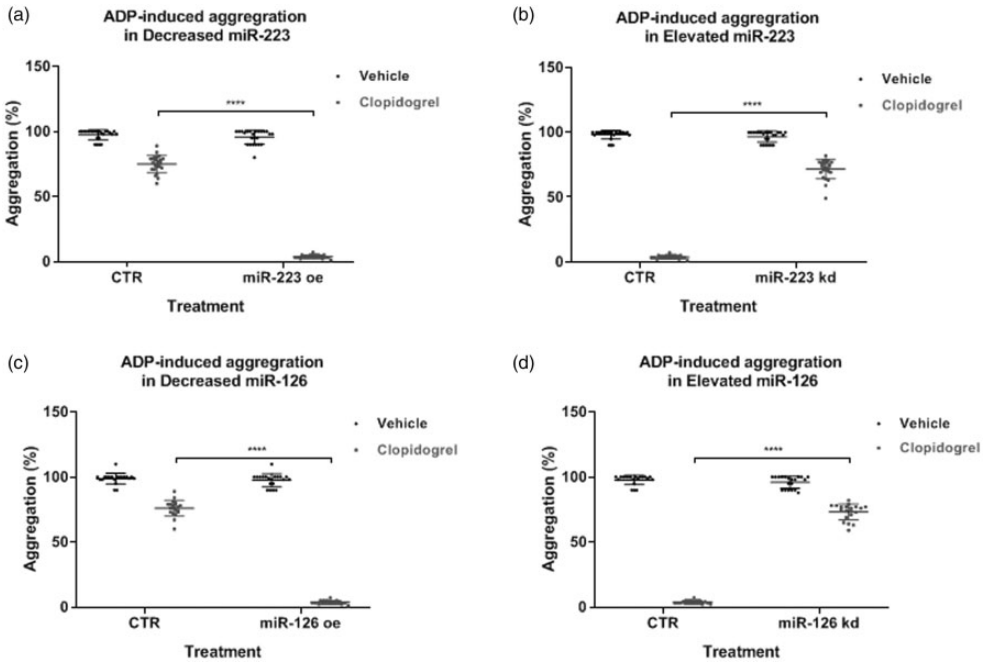 (a)
ADP-induced aggregration
in Decreased miR-223
150
100
50
0
Aggregation (%)
Vehicle
Clopidogrel
****
CTR
miR-223 oe
Treatment
(b)
ADP-induced aggregration
in Elevated miR-223
150
100
50
0
Aggregation (%)
Vehicle
Clopidogrel
****
CTR
miR-223 kd
Treatment
(c)
ADP-induced aggregration
in Decreased miR-126
150
100
50
0
Aggregation (%)
Vehicle
Clopidogrel
****
CTR
miR-126 oe
Treatment
(d)
ADP-induced aggregration
in Elevated miR-126
150
100
50
0
Aggregation (%)
Vehicle
Clopidogrel
****
CTR
miR-126 kd
Treatment